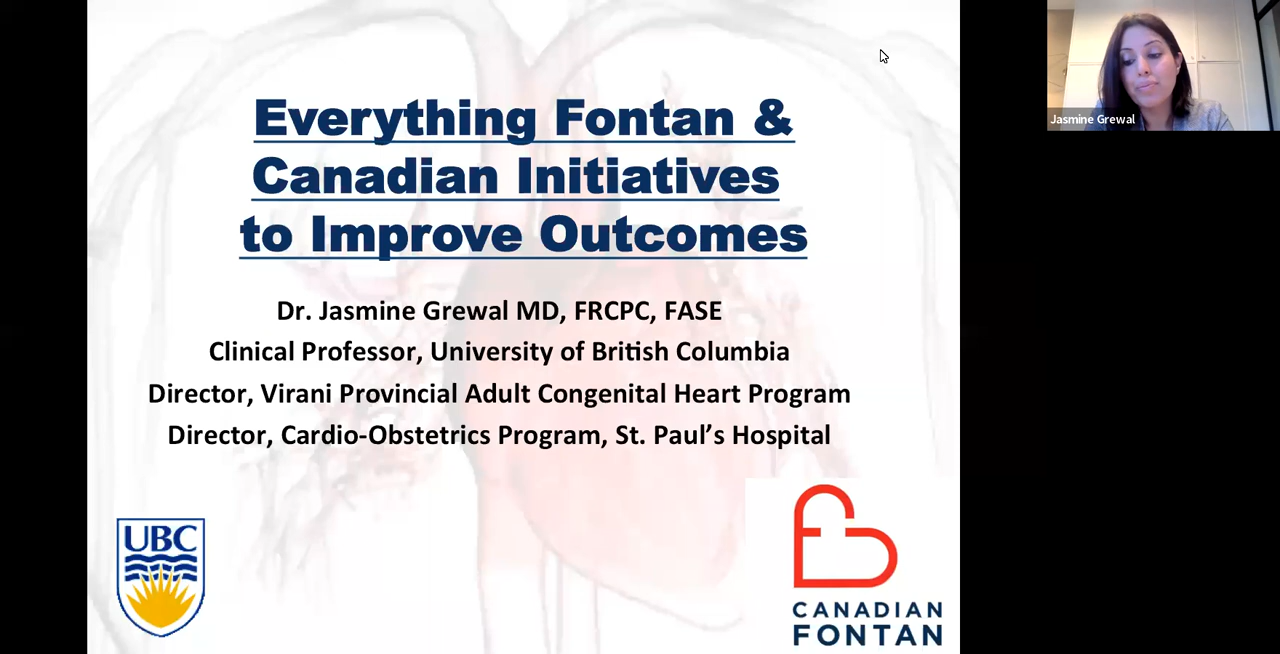 Everything Fontan &
Canadian Initiatives
to Improve Outcomes
Dr. Jasmine Grewal MD, FRCPC, FASE
Clinical Professor, University of British Columbia
Director, Virani Provincial Adult Congenital Heart Program
Director, Cardio-Obstetrics Program, St. Paul’s Hospital
UBC
CANADIAN
FONTAN
Jasmine Grewal